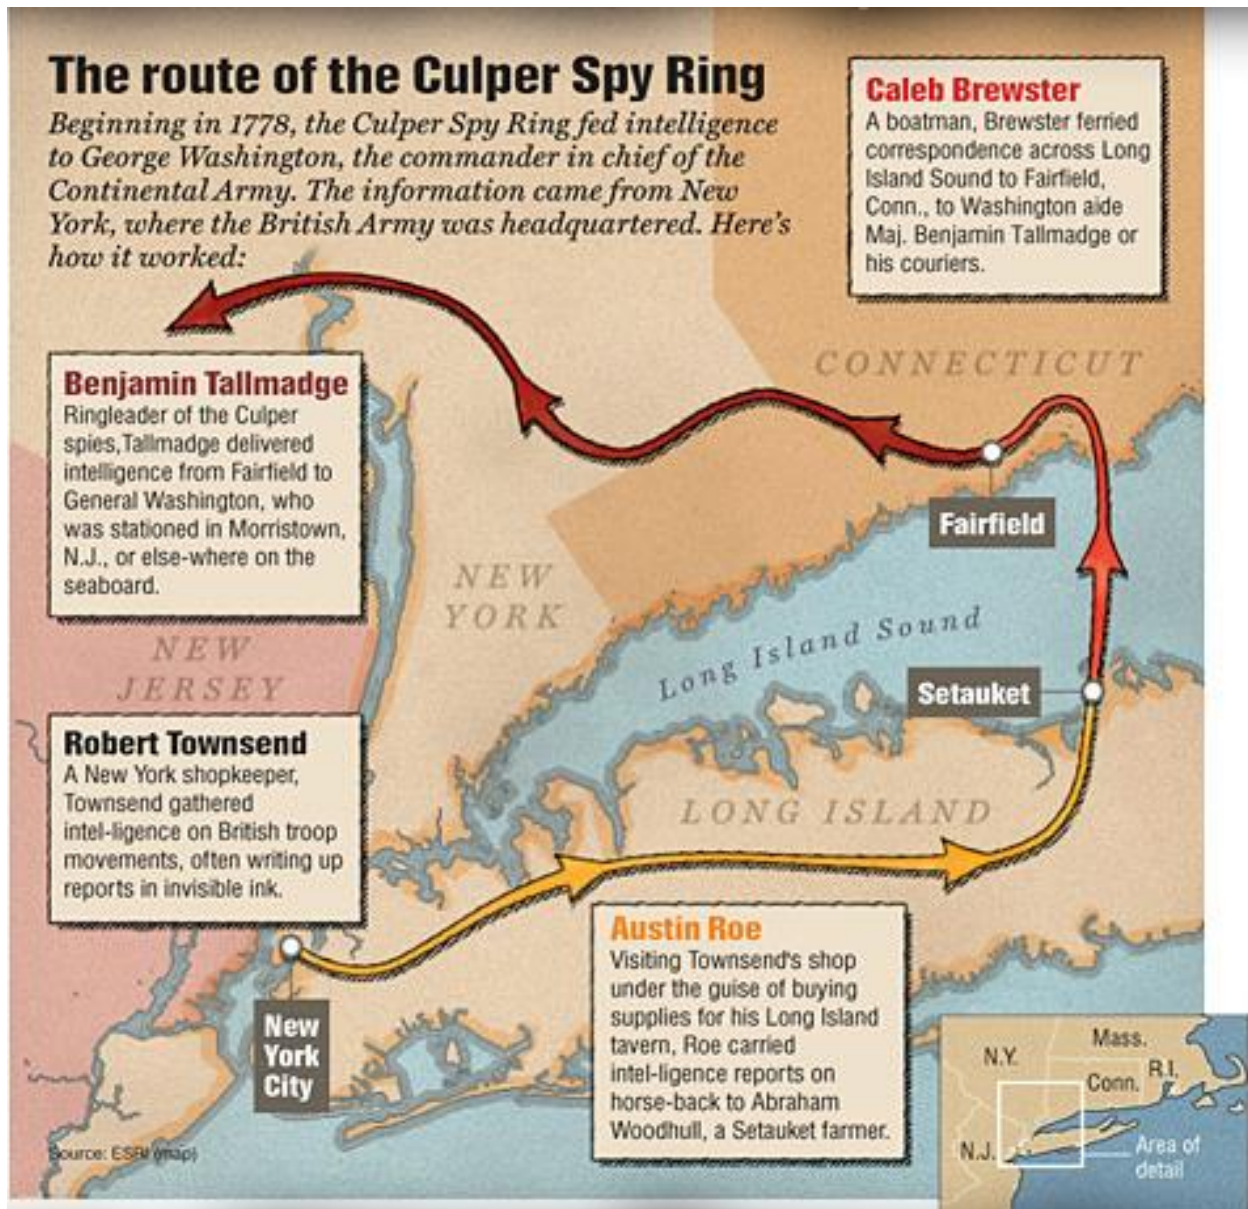 The route of the Culper Spy Ring
Beginning in 1778, the Culper Spy Ring fed intelligence
to George Washington, the commander in chief of the
Continental Army. The information came from New
York, where the British Army was headquartered. Here's
how it worked:
Caleb Brewster
A boatman, Brewster ferried
correspondence across Long
Island Sound to Fairfield,
Conn., to Washington aide
Maj. Benjamin Tallmadge or
his couriers.
CONNECTICUT
Benjamin Tallmadge
Ringleader of the Culper
spies,Tallmadge delivered
intelligence from Fairfield to
General Washington, who
was stationed in Morristown,
N.J., or else-where on the
seaboard.
Fairfield
NEW
YORK
Long Island Sound
NEW
JERSEY
Setauket
Robert Townsend
A New York shopkeeper,
Townsend gathered
intel-ligence on British troop
movements, often writing up
reports in invisible ink.
LONG ISLAND
Austin Roe
Visiting Townsend's shop
under the guise of buying
supplies for his Long Island
tavern, Roe carried
intel-ligence reports on
horse-back to Abraham
Woodhull, a Setauket farmer.
New
York
City
Source: ESRI (map)
N.Y.
Mass.
Conn.
R.I.
N.J.
Area of
detail